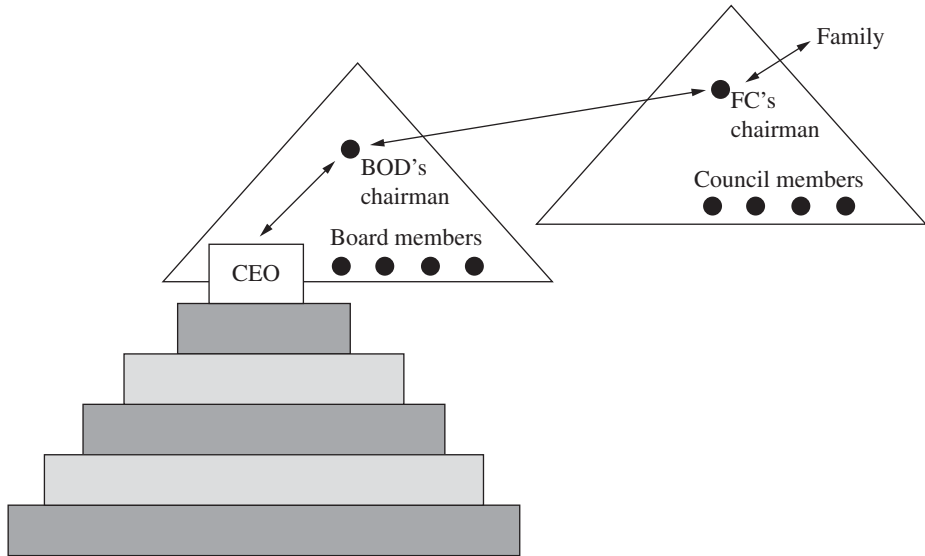 Family
FC’s
chairman
BOD’s
chairman
Council members
Board members
CEO